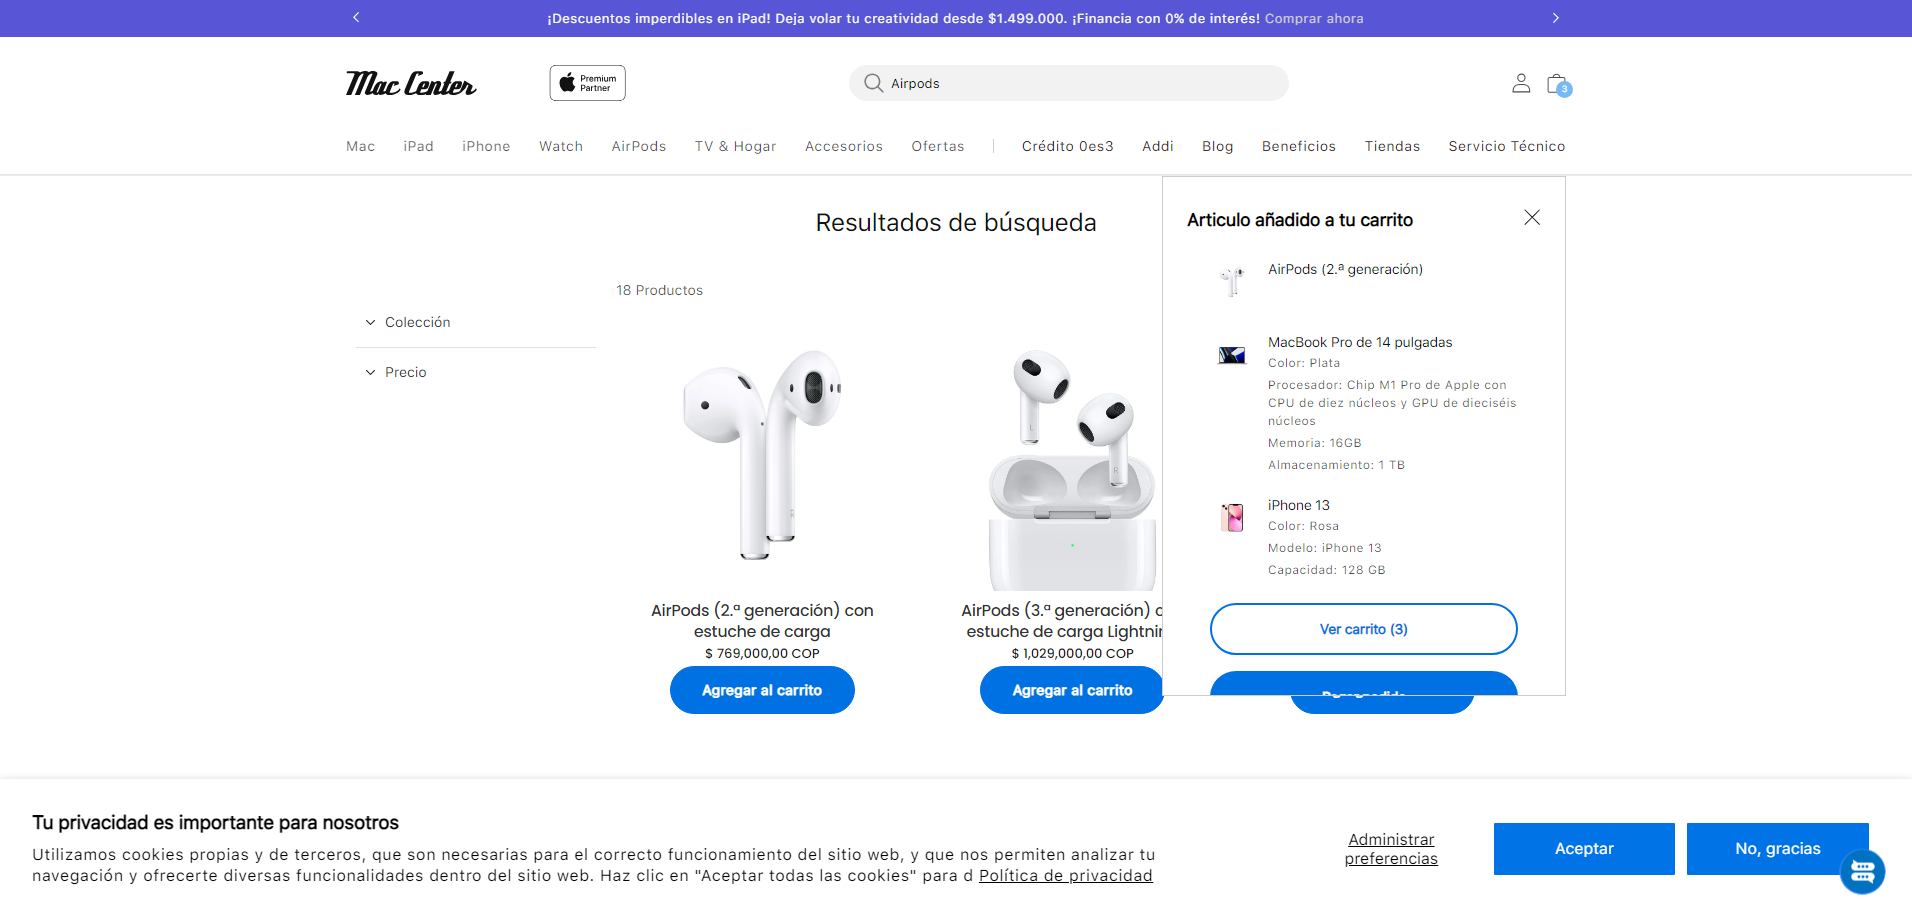 ¡Descuentos imperdibles en iPad! Deja volar tu creatividad desde $1.499.000. ¡Financia con 0% de interés! Comprar ahora
Mac Center
Premium
Partner
Airpods
3
Mac iPad iPhone Watch AirPods TV & Hogar Accesorios Ofertas Crédito 0es3 Addi Blog Beneficios Tiendas Servicio Técnico
Resultados de búsqueda
18 Productos
Colección
Precio
AirPods (2.ª generación) con
estuche de carga
$ 769,000,00 COP
Agregar al carrito
AirPods (3.ª generación)
estuche de carga
$ 1,029,000,00 COP
Agregar al carrito
Articulo añadido a tu carrito
AirPods (2.ª generación)
MacBook Pro de 14 pulgadas
Color: Plata
Procesador: Chip M1 Pro de Apple con
CPU de diez núcleos y GPU de dieciséis
núcleos
Memoria: 16GB
Almacenamiento: 1 TB
iPhone 13
Color: Rosa
Modelo: iPhone 13
Capacidad: 128 GB
Ver carrito (3)
Tu privacidad es importante para nosotros
Utilizamos cookies propias y de terceros, que son necesarias para el correcto funcionamiento del sitio web, y que nos permiten analizar tu
navegación y ofrecerte diversas funcionalidades dentro del sitio web. Haz clic en "Aceptar todas las cookies" para d Política de privacidad
Administrar
preferencias
Aceptar
No, gracias